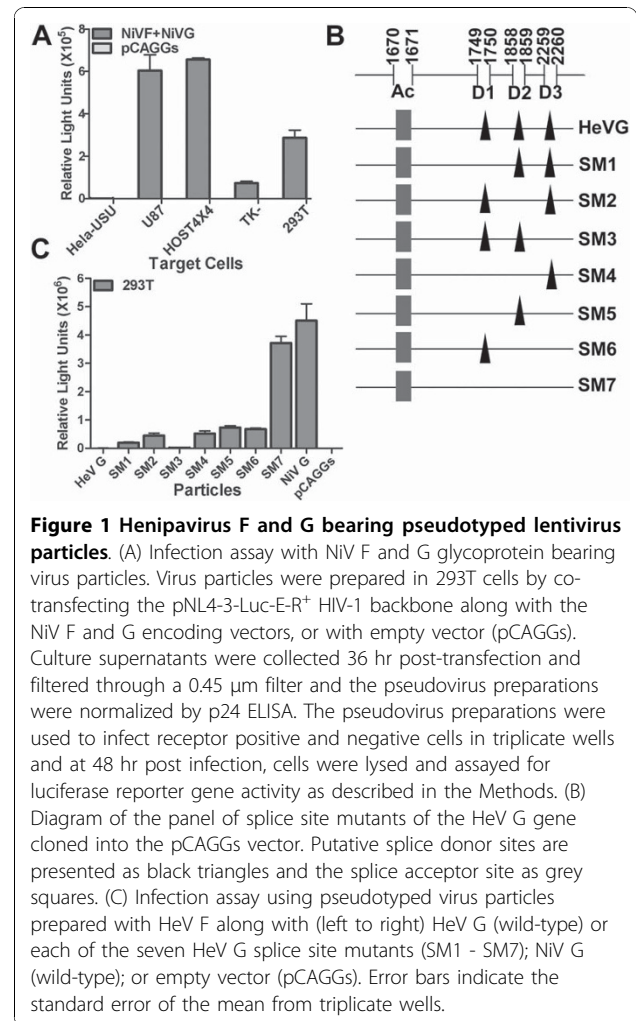 A
NiVF+NiVG
pCAGGs
Relative Light Units (X10⁵)
8
6
4
2
0
Hela-USU
U87
HOST4X4
TK-
293T
Target Cells
B
1670
1671
1749
1750
1858
1859
2259
2260
Ac
D1
D2
D3
HeVG
SM1
SM2
SM3
SM4
SM5
SM6
SM7
C
293T
Relative Light Units (X10⁶)
6
5
4
3
2
1
0
HeV G
SM1
SM2
SM3
SM4
SM5
SM6
SM7
NiV G
pCAGGs
Particles
Figure 1 Henipavirus F and G bearing pseudotyped lentivirus
particles. (A) Infection assay with NiV F and G glycoprotein bearing
virus particles. Virus particles were prepared in 293T cells by co-
transfecting the pNL4-3-Luc-E-R⁺ HIV-1 backbone along with the
NiV F and G encoding vectors, or with empty vector (pCAGGs).
Culture supernatants were collected 36 hr post-transfection and
filtered through a 0.45 μm filter and the pseudovirus preparations
were normalized by p24 ELISA. The pseudovirus preparations were
used to infect receptor positive and negative cells in triplicate wells
and at 48 hr post infection, cells were lysed and assayed for
luciferase reporter gene activity as described in the Methods. (B)
Diagram of the panel of splice site mutants of the HeV G gene
cloned into the pCAGGs vector. Putative splice donor sites are
presented as black triangles and the splice acceptor site as grey
squares. (C) Infection assay using pseudotyped virus particles
prepared with HeV F along with (left to right) HeV G (wild-type) or
each of the seven HeV G splice site mutants (SM1 - SM7); NiV G
(wild-type); or empty vector (pCAGGs). Error bars indicate the
standard error of the mean from triplicate wells.